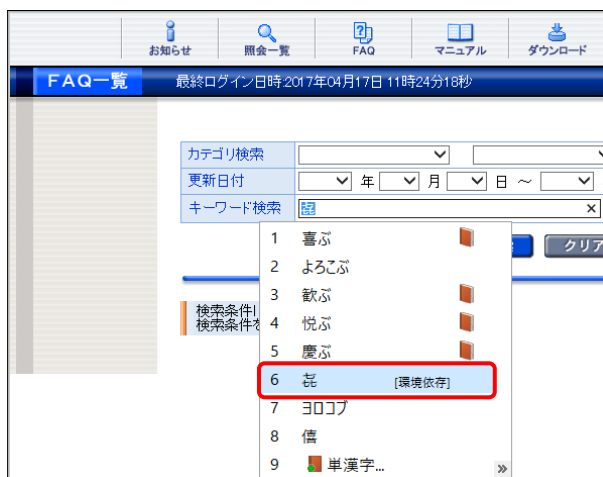 お知らせ 照会一覧 FAQ マニュアル ダウンロード
FAQ一覧 最終ログイン日時:2017年04月17日 11時24分18秒
カテゴリ検索
更新日付 年 月 日 ～
キーワード検索 㐂 ×
クリア
検索条件
検索条件を
1 喜ぶ
2 よろこぶ
3 歓ぶ
4 悦ぶ
5 慶ぶ
6 㐂 [環境依存]
7 ヨロコブ
8 僖
9 単漢字... »